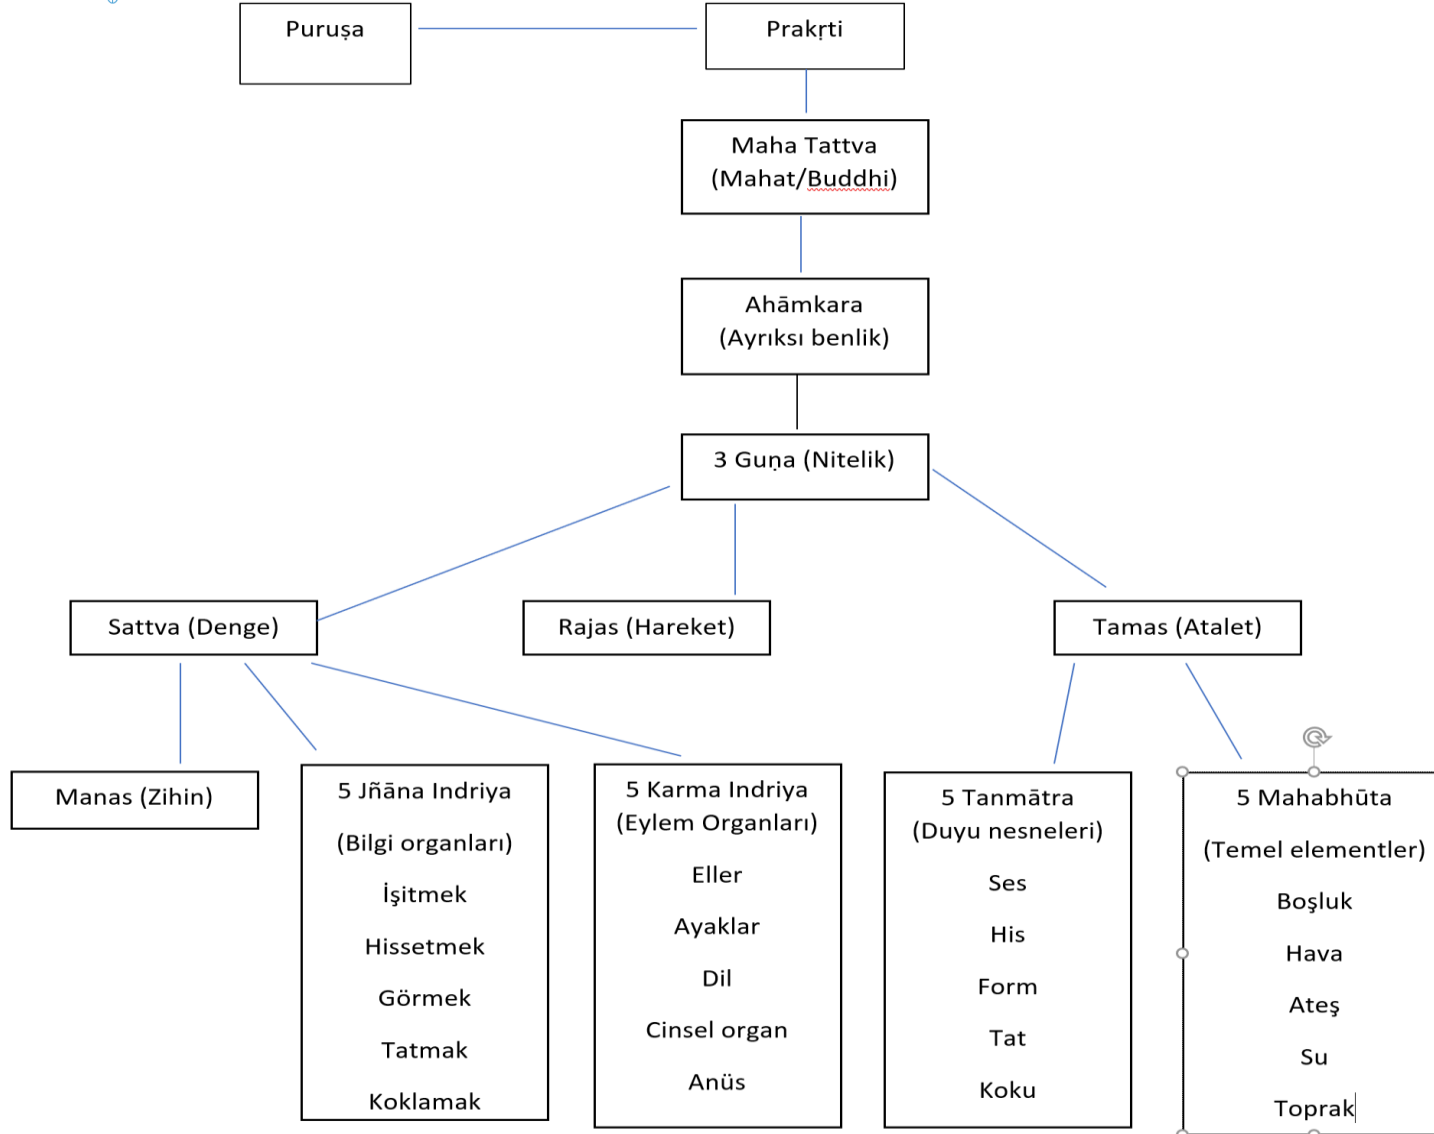 Puruṣa
Prakṛti
Maha Tattva
(Mahat/Buddhi)
Ahāmkara
(Ayrıksı benlik)
3 Guṇa (Nitelik)
Sattva (Denge)
Rajas (Hareket)
Tamas (Atalet)
Manas (Zihin)
5 Jñāna Indriya
(Bilgi organları)
İşitmek
Hissetmek
Görmek
Tatmak
Koklamak
5 Karma Indriya
(Eylem Organları)
Eller
Ayaklar
Dil
Cinsel organ
Anüs
5 Tanmātra
(Duyu nesneleri)
Ses
His
Form
Tat
Koku
5 Mahabhūta
(Temel elementler)
Boşluk
Hava
Ateş
Su
Toprak